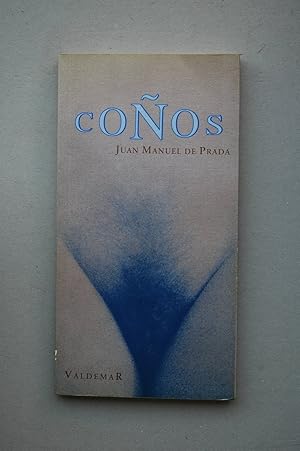 COÑOS
JUAN MANUEL DE PRADA
VALDEMAR